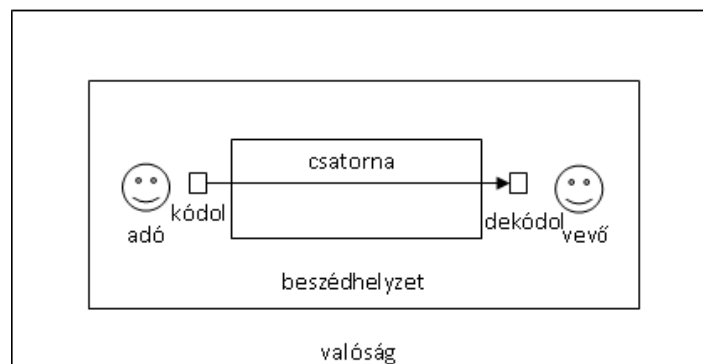 csatorna
kódol
dekódol
adó
vevő
beszédhelyzet
valóság